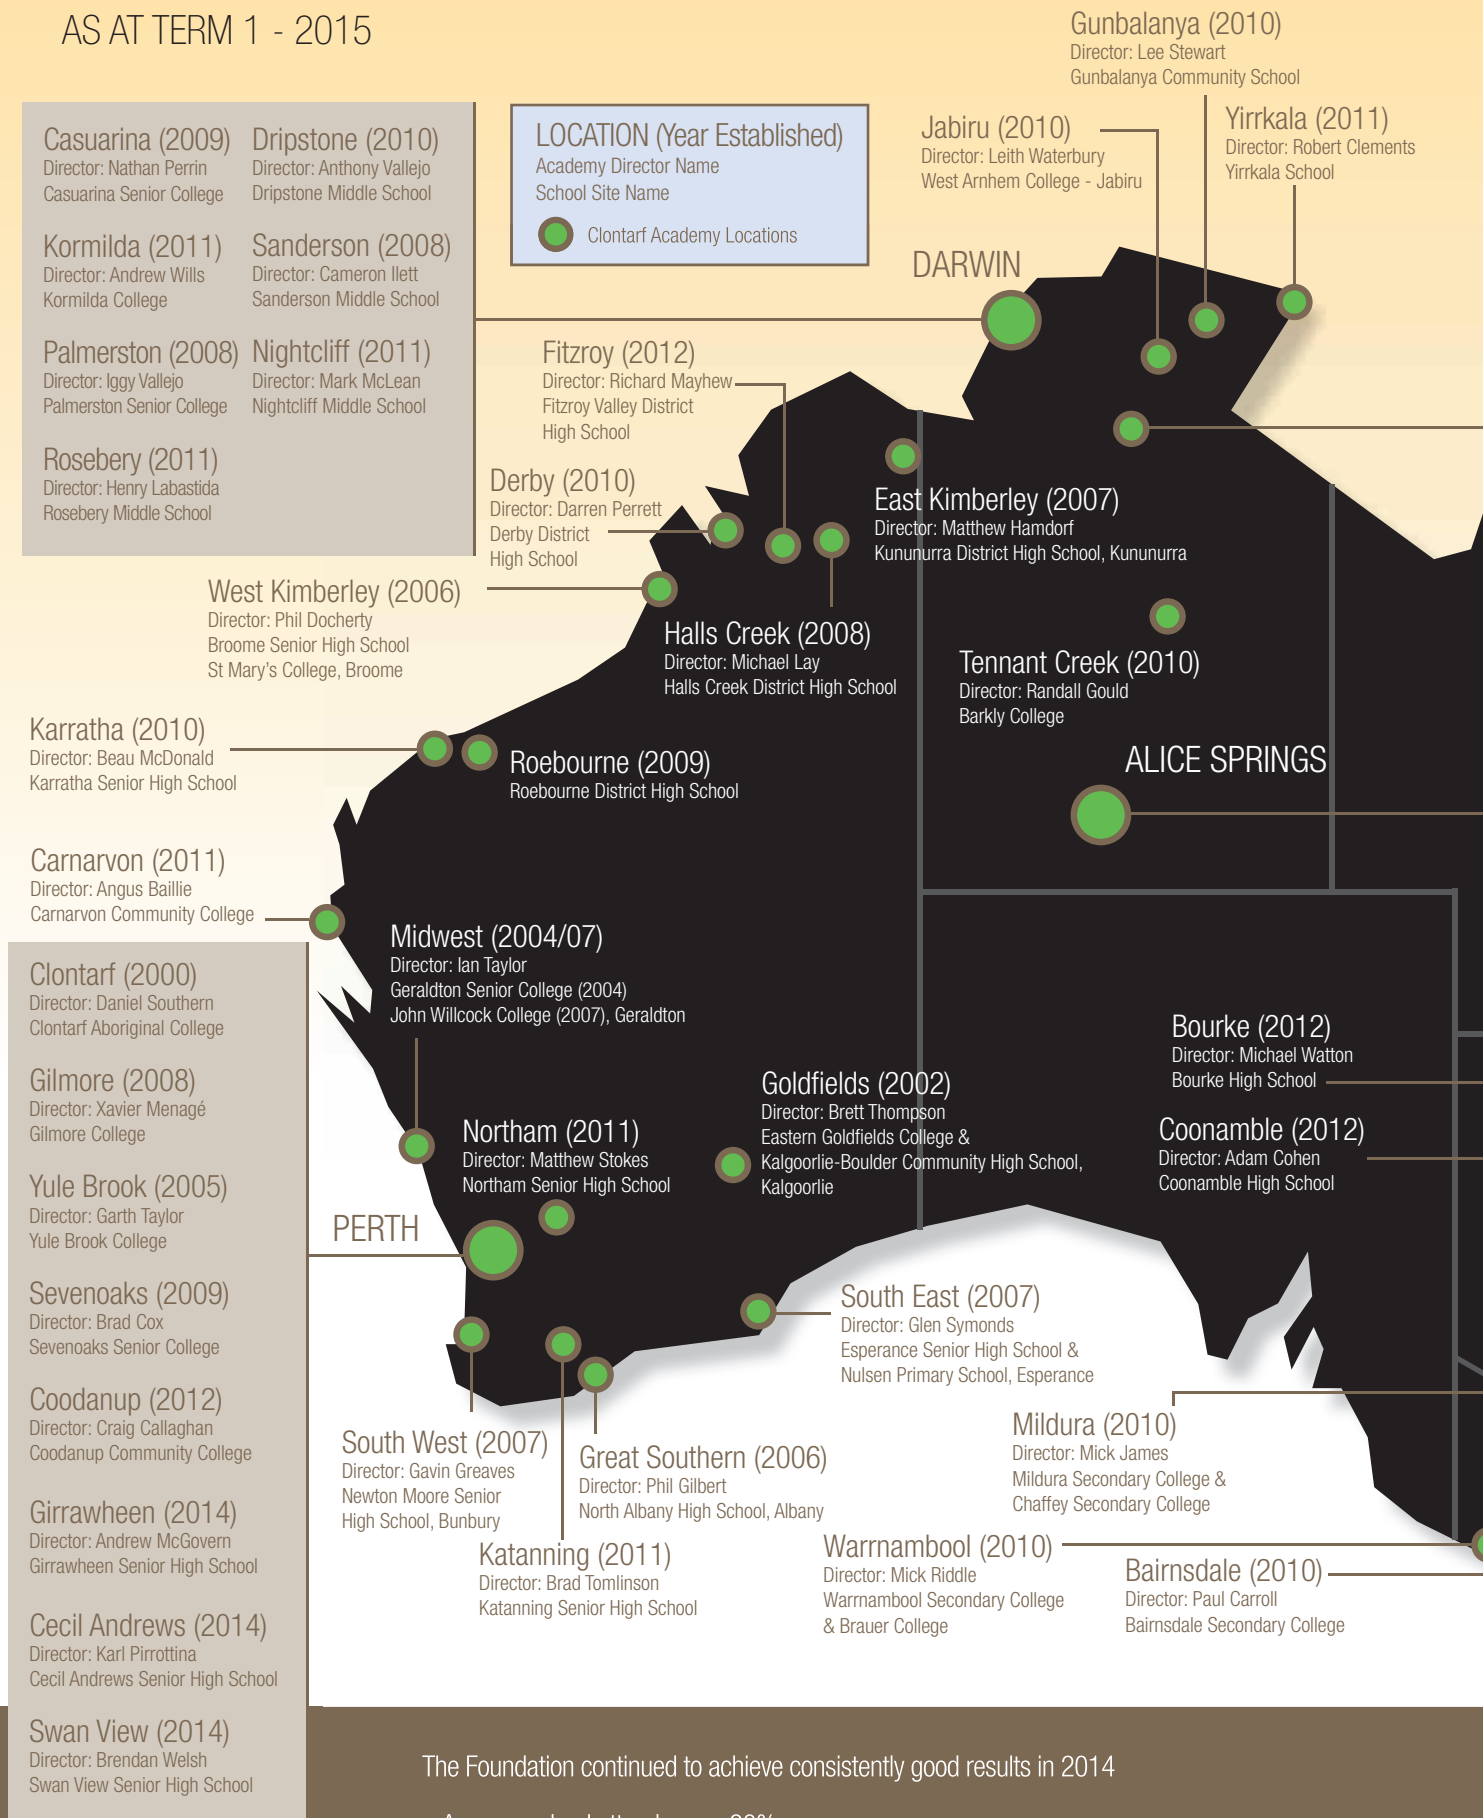 AS AT TERM 1 - 2015
Casuarina (2009)
Director: Nathan Perrin
Casuarina Senior College
Dripstone (2010)
Director: Anthony Vallejo
Dripstone Middle School
Kormilda (2011)
Director: Andrew Wills
Kormilda College
Sanderson (2008)
Director: Cameron Ilett
Sanderson Middle School
Palmerston (2008)
Director: Iggy Vallejo
Palmerston Senior College
Nightcliff (2011)
Director: Mark McLean
Nightcliff Middle School
Rosebery (2011)
Director: Henry Labastida
Rosebery Middle School
LOCATION (Year Established)
Academy Director Name
School Site Name
Clontarf Academy Locations
Gunbalanya (2010)
Director: Lee Stewart
Gunbalanya Community School
Jabiru (2010)
Director: Leith Waterbury
West Arnhem College - Jabiru
Yirrkala (2011)
Director: Robert Clements
Yirrkala School
DARWIN
Fitzroy (2012)
Director: Richard Mayhew
Fitzroy Valley District
High School
Derby (2010)
Director: Darren Perrett
Derby District
High School
East Kimberley (2007)
Director: Matthew Hamdorf
Kununurra District High School, Kununurra
West Kimberley (2006)
Director: Phil Docherty
Broome Senior High School
St Mary's College, Broome
Halls Creek (2008)
Director: Michael Lay
Halls Creek District High School
Tennant Creek (2010)
Director: Randall Gould
Barkly College
Karratha (2010)
Director: Beau McDonald
Karratha Senior High School
Roebourne (2009)
Roebourne District High School
ALICE SPRINGS
Carnarvon (2011)
Director: Angus Baillie
Carnarvon Community College
Midwest (2004/07)
Director: Ian Taylor
Geraldton Senior College (2004)
John Willcock College (2007), Geraldton
Clontarf (2000)
Director: Daniel Southern
Clontarf Aboriginal College
Gilmore (2008)
Director: Xavier Menagé
Gilmore College
Yule Brook (2005)
Director: Garth Taylor
Yule Brook College
Sevenoaks (2009)
Director: Brad Cox
Sevenoaks Senior College
Coodanup (2012)
Director: Craig Callaghan
Coodanup Community College
Girrawheen (2014)
Director: Andrew McGovern
Girrawheen Senior High School
Cecil Andrews (2014)
Director: Karl Pirrottina
Cecil Andrews Senior High School
Swan View (2014)
Director: Brendan Welsh
Swan View Senior High School
Bourke (2012)
Director: Michael Watton
Bourke High School
Goldfields (2002)
Director: Brett Thompson
Eastern Goldfields College &
Kalgoorlie-Boulder Community High School,
Kalgoorlie
Northam (2011)
Director: Matthew Stokes
Northam Senior High School
Coonamble (2012)
Director: Adam Cohen
Coonamble High School
PERTH
South East (2007)
Director: Glen Symonds
Esperance Senior High School &
Nulsen Primary School, Esperance
Mildura (2010)
Director: Mick James
Mildura Secondary College &
Chaffey Secondary College
South West (2007)
Director: Gavin Greaves
Newton Moore Senior
High School, Bunbury
Great Southern (2006)
Director: Phil Gilbert
North Albany High School, Albany
Katanning (2011)
Director: Brad Tomlinson
Katanning Senior High School
Warrnambool (2010)
Director: Mick Riddle
Warrnambool Secondary College
& Brauer College
Bairnsdale (2010)
Director: Paul Carroll
Bairnsdale Secondary College
The Foundation continued to achieve consistently good results in 2014